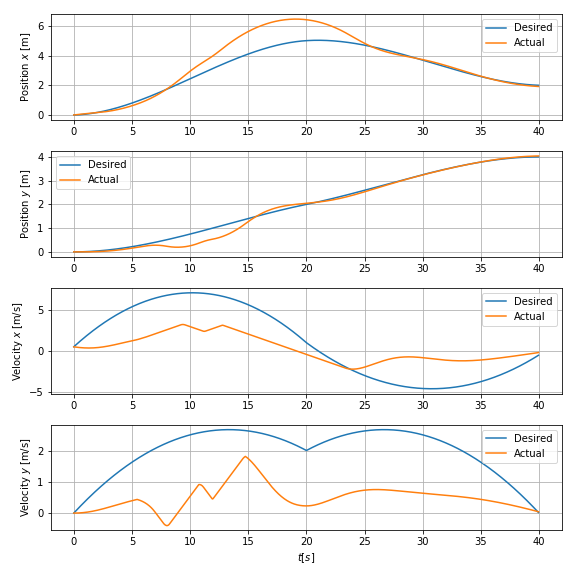 Position x [m]
6
4
2
0
Desired
Actual
0 5 10 15 20 25 30 35 40
Position y [m]
4
3
2
1
0
Desired
Actual
0 5 10 15 20 25 30 35 40
Velocity x [m/s]
5
0
−5
Desired
Actual
0 5 10 15 20 25 30 35 40
Velocity y [m/s]
2
1
0
Desired
Actual
0 5 10 15 20 25 30 35 40
t[s]